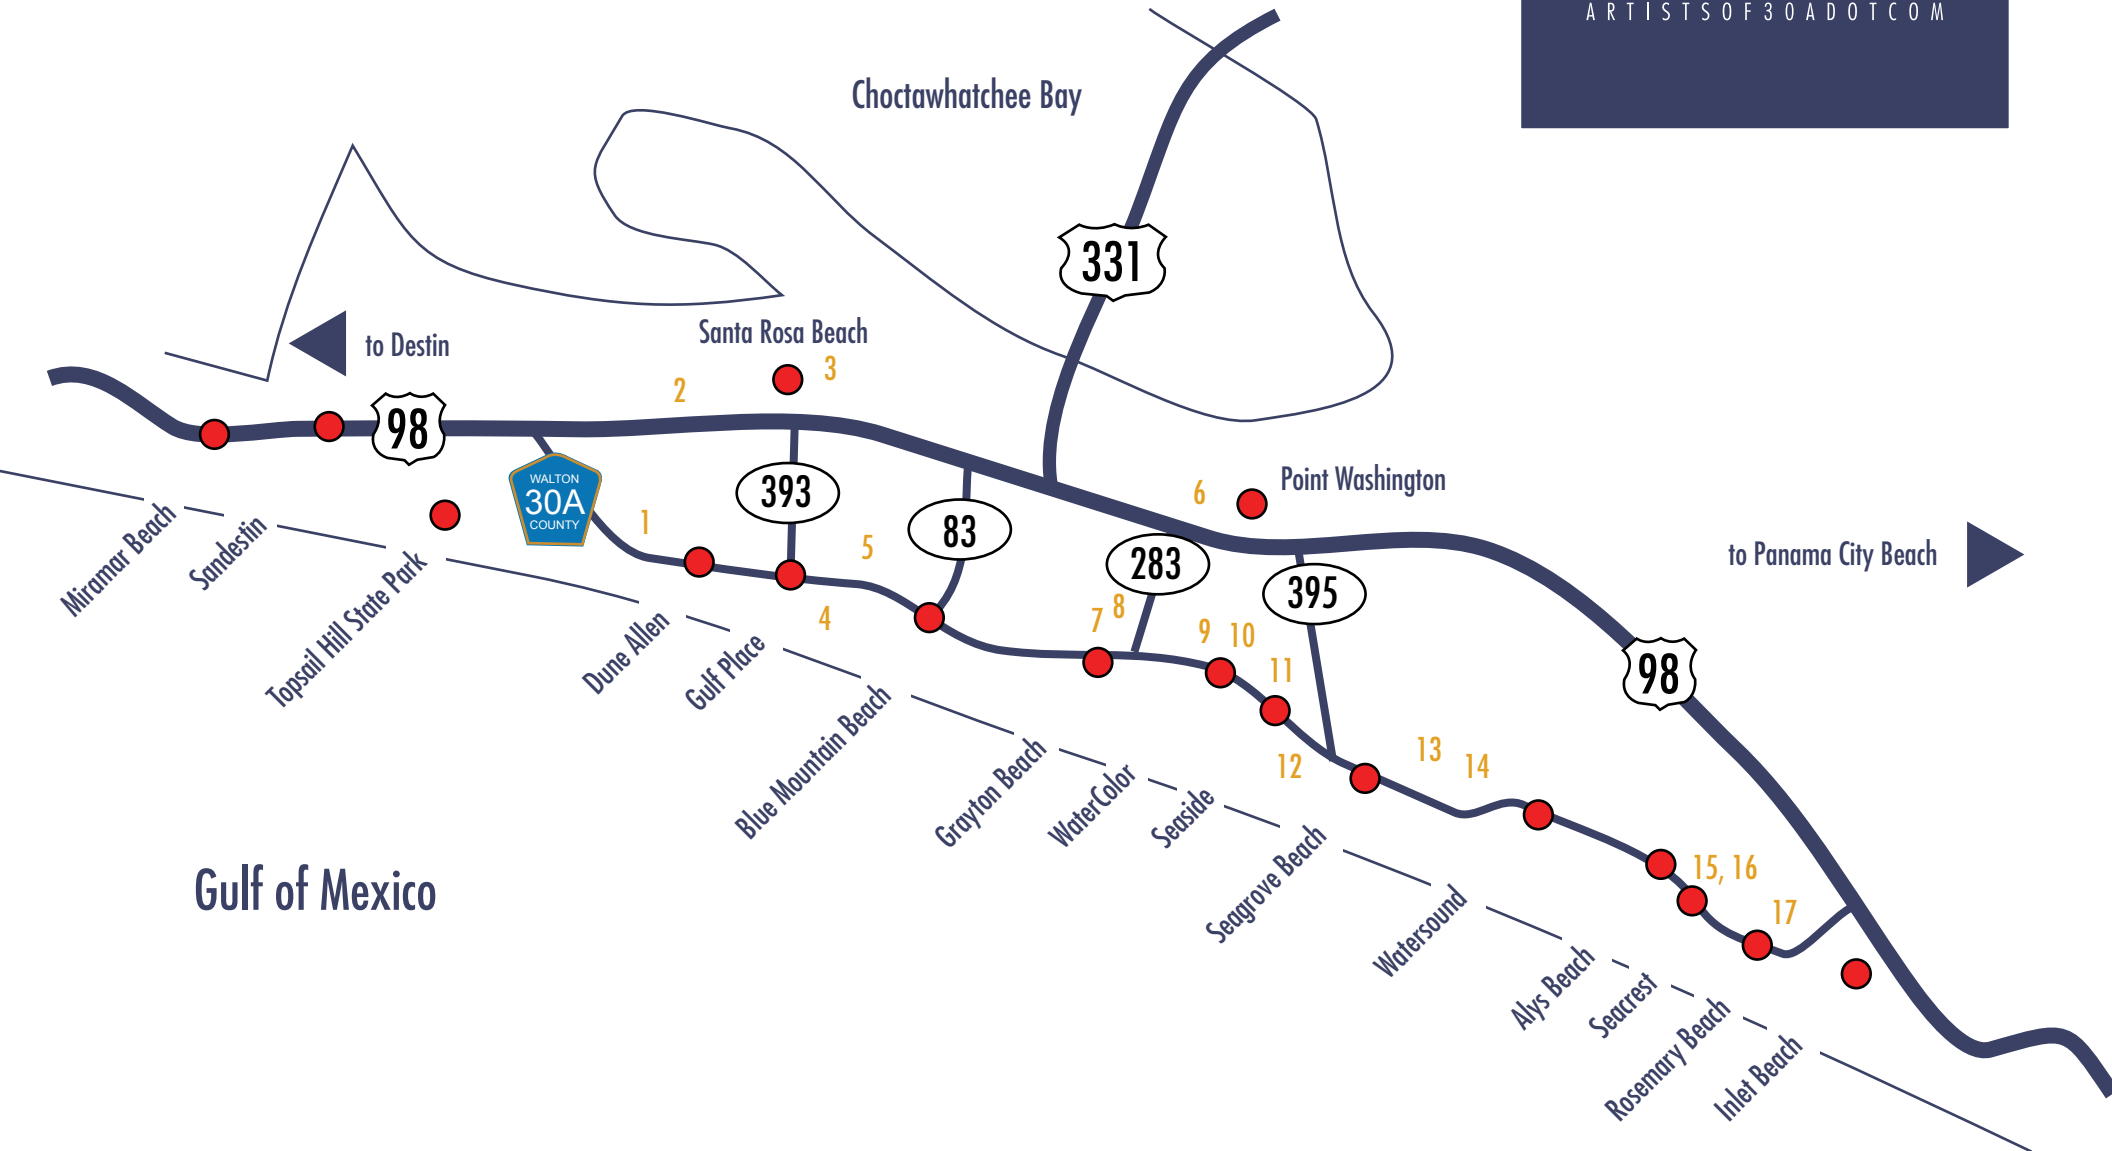 ARTISTSOF30ADOTCOM
Choctawhatchee Bay
331
Santa Rosa Beach
to Destin
3
2
98
WALTON
30A
COUNTY
393
Point Washington
6
1
83
5
to Panama City Beach
283
395
4
7
8
9
10
11
98
12
13
14
15, 16
17
Miramar Beach
Sandestin
Topsail Hill State Park
Dune Allen
Gulf Place
Blue Mountain Beach
Grayton Beach
WaterColor
Seaside
Seagrove Beach
Watersound
Alys Beach
Seacrest
Rosemary Beach
Inlet Beach
Gulf of Mexico